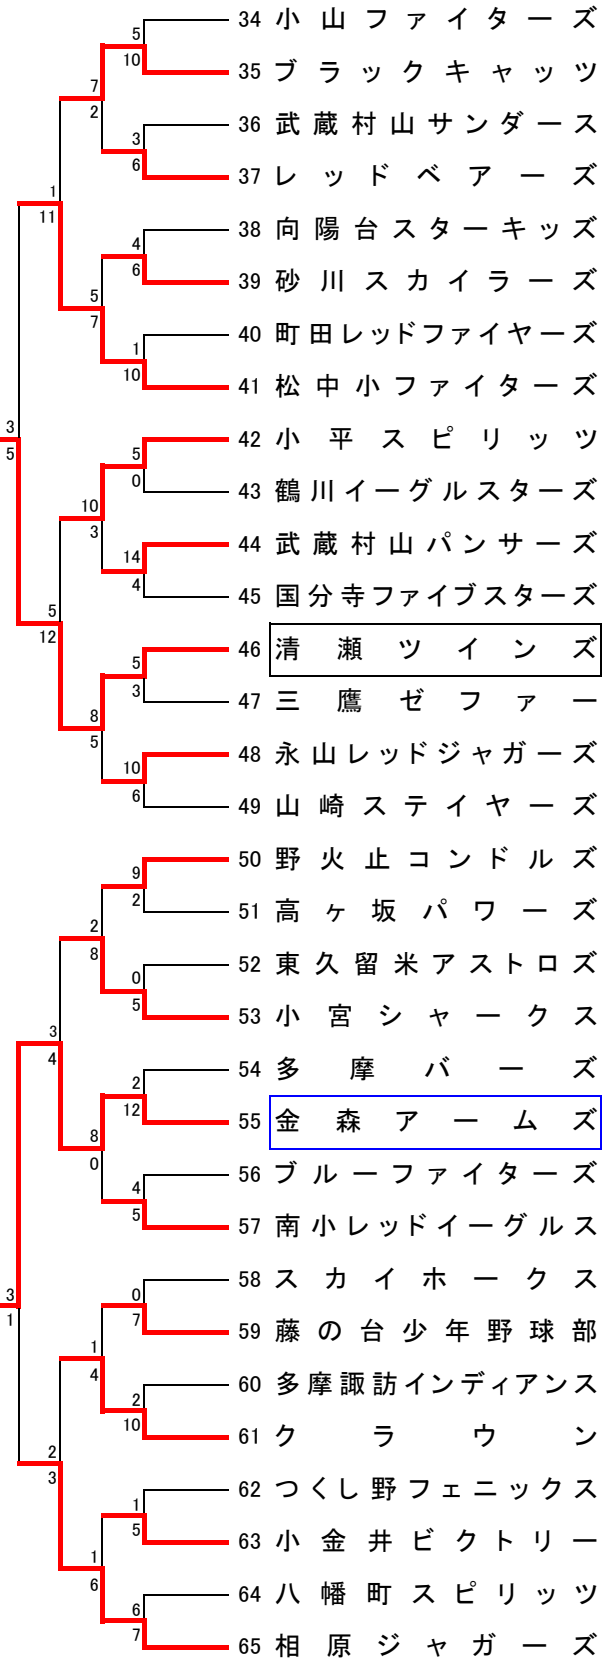 34 小山ファイターズ
5
10
35 ブラックキャッツ
7
2
36 武蔵村山サンダース
3
6
37 レッドベアーズ
1
11
38 向陽台スターキッズ
4
6
39 砂川スカイラーズ
5
7
40 町田レッドファイヤーズ
1
10
41 松中小ファイターズ
3
5
42 小平スピリッツ
5
0
43 鶴川イーグルスターズ
10
3
44 武蔵村山パンサーズ
14
4
45 国分寺ファイブスターズ
5
12
46 清瀬ツインズ
5
3
47 三鷹ゼファー
8
5
48 永山レッドジャガーズ
10
6
49 山崎ステイヤーズ
50 野火止コンドルズ
9
2
51 高ヶ坂パワーズ
2
8
52 東久留米アストロズ
0
5
53 小宮シャークス
3
4
54 多摩バーズ
2
12
55 金森アームズ
8
0
56 ブルーファイターズ
4
5
57 南小レッドイーグルス
3
1
58 スカイホークス
0
7
59 藤の台少年野球部
1
4
60 多摩諏訪インディアンス
2
10
61 クラウン
2
3
62 つくし野フェニックス
1
5
63 小金井ビクトリー
1
6
64 八幡町スピリッツ
6
7
65 相原ジャガーズ